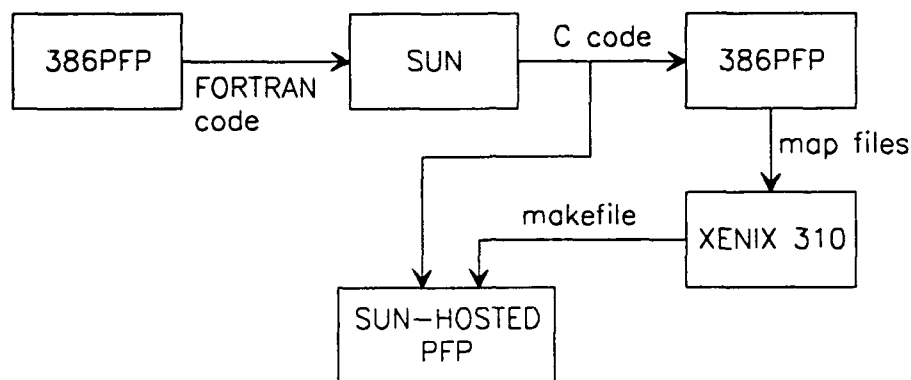 386PFP
FORTRAN
code
SUN
C code
386PFP
map files
XENIX 310
makefile
SUN-HOSTED
PFP